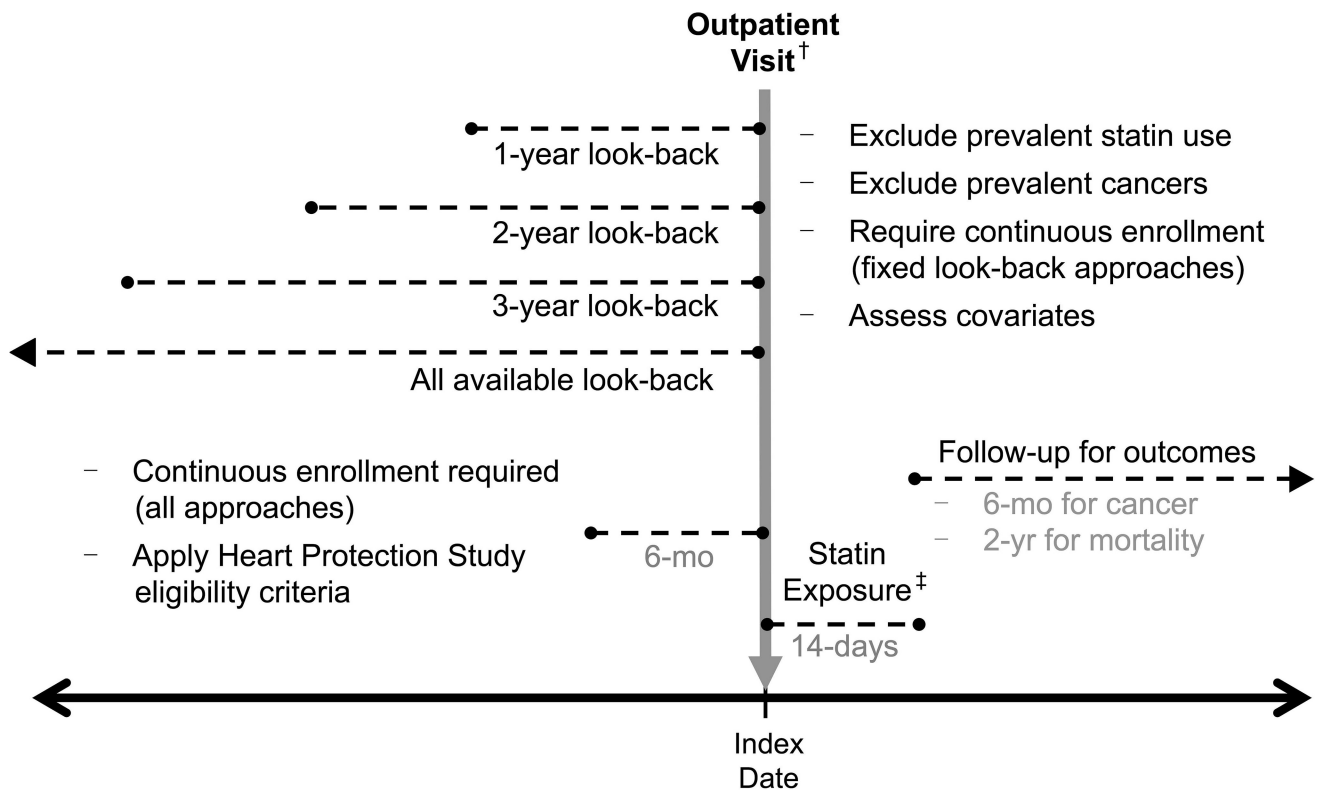 Outpatient
Visit†
1-year look-back
2-year look-back
3-year look-back
All available look-back
– Exclude prevalent statin use
– Exclude prevalent cancers
– Require continuous enrollment
(fixed look-back approaches)
– Assess covariates
– Continuous enrollment required
(all approaches)
– Apply Heart Protection Study
eligibility criteria
6-mo
Follow-up for outcomes
– 6-mo for cancer
– 2-yr for mortality
Statin
Exposure‡
14-days
Index
Date